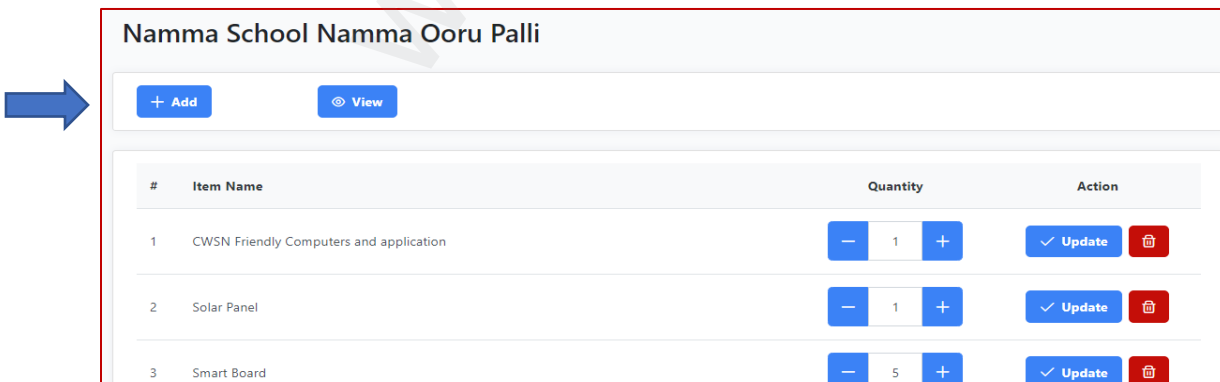 Namma School Namma Ooru Palli
+ Add View
# Item Name Quantity Action
1 CWSN Friendly Computers and application − 1 + ✓ Update
2 Solar Panel − 1 + ✓ Update
3 Smart Board − 5 + ✓ Update